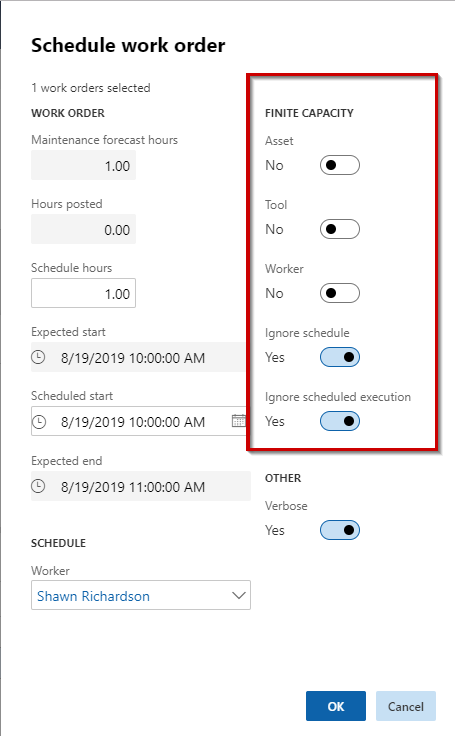 Schedule work order
1 work orders selected
WORK ORDER
Maintenance forecast hours
1.00
Hours posted
0.00
Schedule hours
1.00
Expected start
8/19/2019 10:00:00 AM
Scheduled start
8/19/2019 10:00:00 AM
Expected end
8/19/2019 11:00:00 AM
SCHEDULE
Worker
Shawn Richardson
FINITE CAPACITY
Asset
No
Tool
No
Worker
No
Ignore schedule
Yes
Ignore scheduled execution
Yes
OTHER
Verbose
Yes
OK
Cancel